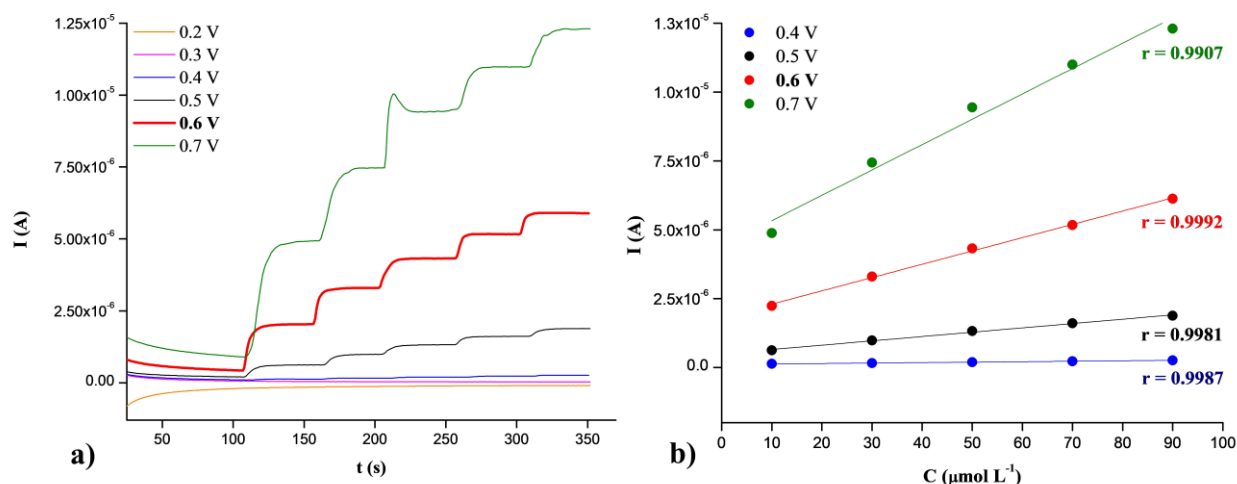 1.25x10⁻⁵
1.00x10⁻⁵
7.50x10⁻⁶
5.00x10⁻⁶
2.50x10⁻⁶
0.00
I (A)
0.2 V
0.3 V
0.4 V
0.5 V
0.6 V
0.7 V
50 100 150 200 250 300 350
t (s)
a)
1.3x10⁻⁵
1.0x10⁻⁵
7.5x10⁻⁶
5.0x10⁻⁶
2.5x10⁻⁶
0.0
I (A)
0.4 V
0.5 V
0.6 V
0.7 V
r = 0.9907
r = 0.9992
r = 0.9981
r = 0.9987
0 10 20 30 40 50 60 70 80 90 100
C (μmol L⁻¹)
b)